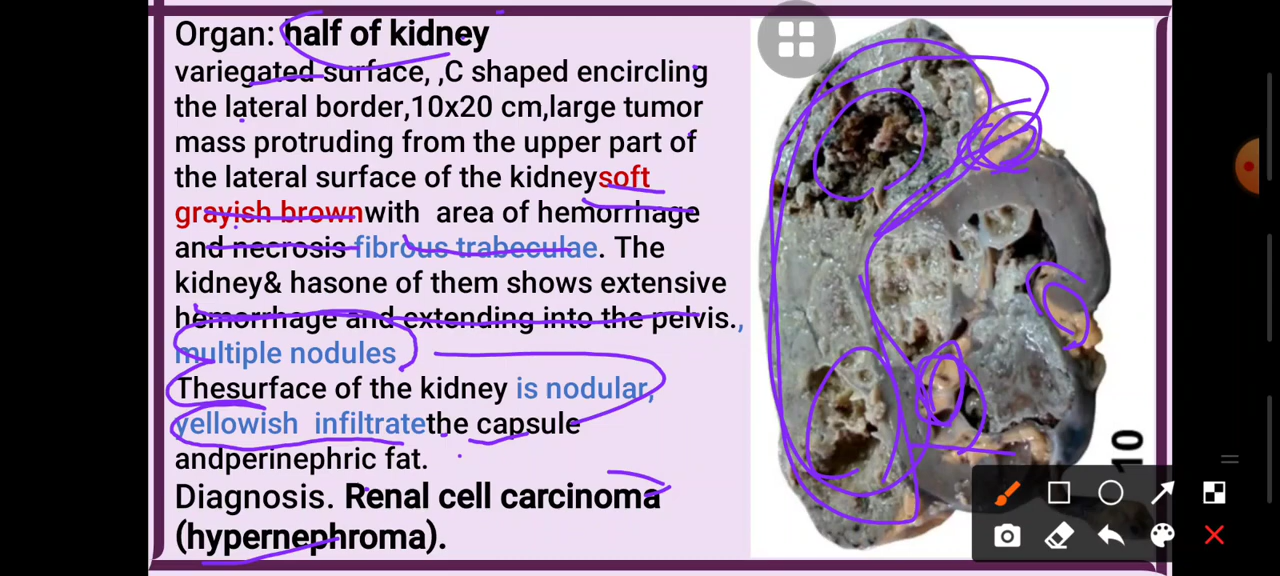 Organ: half of kidney
variegated surface, ,C shaped encircling
the lateral border,10x20 cm,large tumor
mass protruding from the upper part of
the lateral surface of the kidneysoft
grayish brownwith area of hemorrhage
and necrosis fibrous trabeculae. The
kidney& hasone of them shows extensive
hemorrhage and extending into the pelvis.,
multiple nodules
Thesurface of the kidney is nodular,
yellowish infiltratethe capsule
andperinephric fat.
Diagnosis. Renal cell carcinoma
(hypernephroma).
10